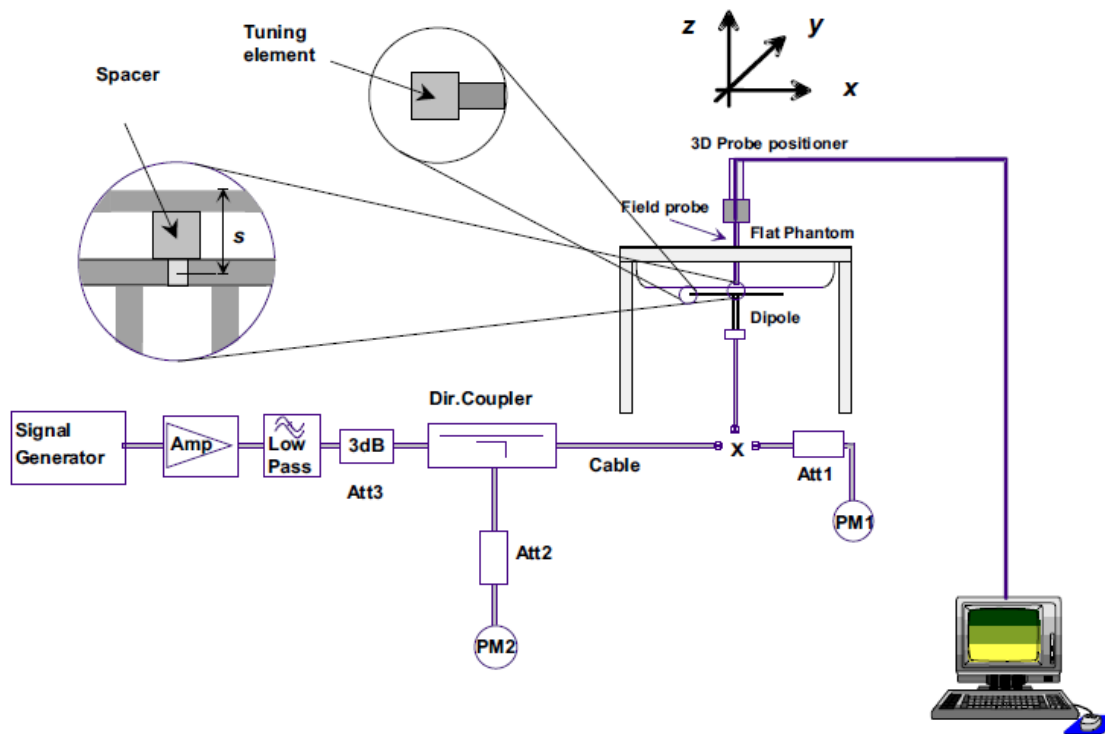 Tuning
element
Spacer
z
y
x
3D Probe positioner
Field probe
Flat Phantom
s
Dipole
Dir.Coupler
Signal
Generator
Amp
Low
Pass
3dB
Att3
Cable
X
Att1
PM1
Att2
PM2